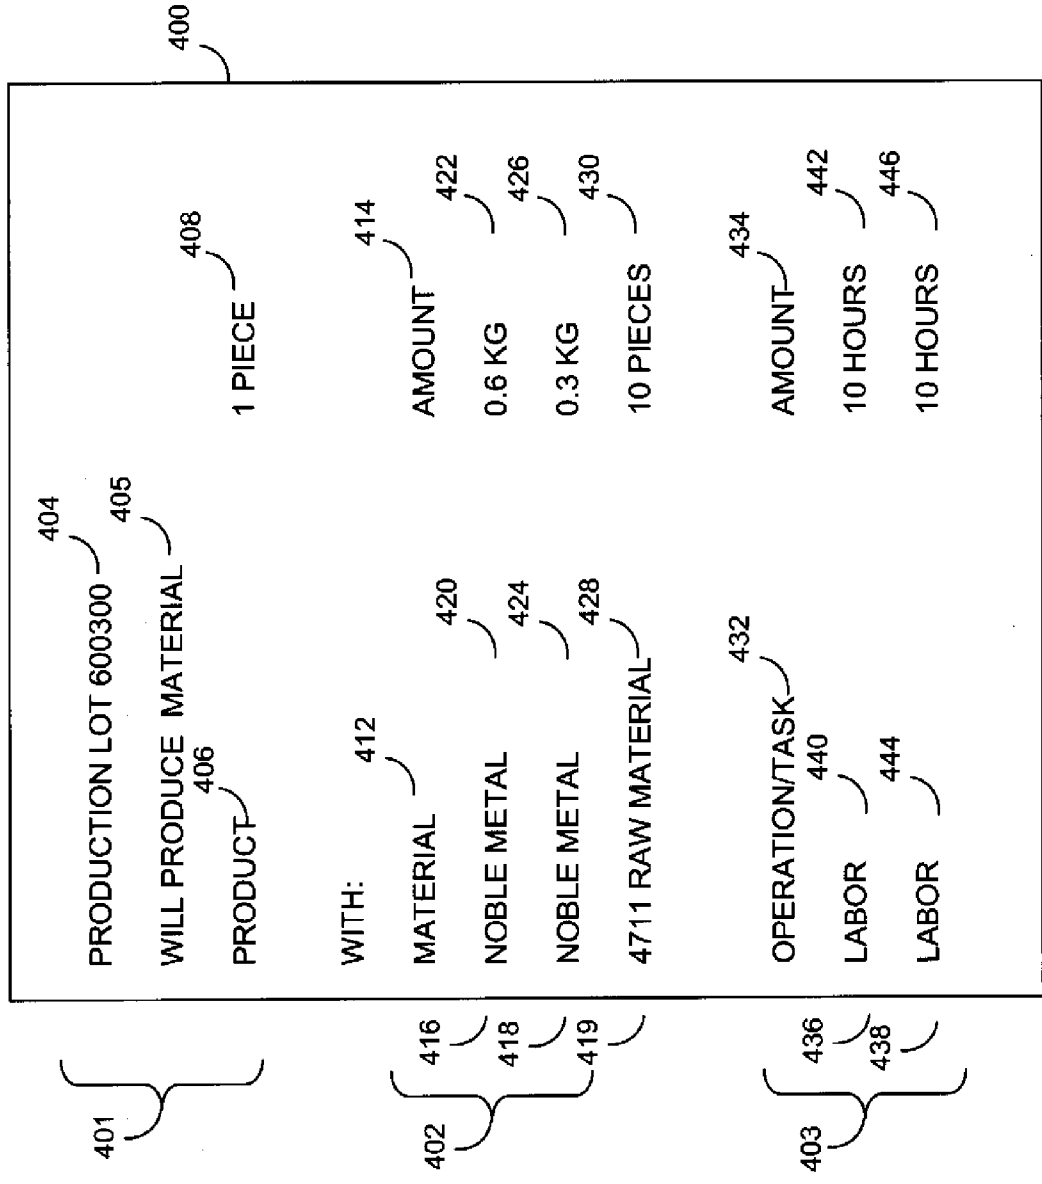 400
404
PRODUCTION LOT 600300
405
WILL PRODUCE MATERIAL
406
408
PRODUCT 1 PIECE
401
WITH:
412
414
MATERIAL AMOUNT
420
422
416
NOBLE METAL 0.6 KG
424
426
418
NOBLE METAL 0.3 KG
428
430
419
4711 RAW MATERIAL 10 PIECES
402
432
434
OPERATION/TASK AMOUNT
440
442
436
LABOR 10 HOURS
444
446
438
LABOR 10 HOURS
403